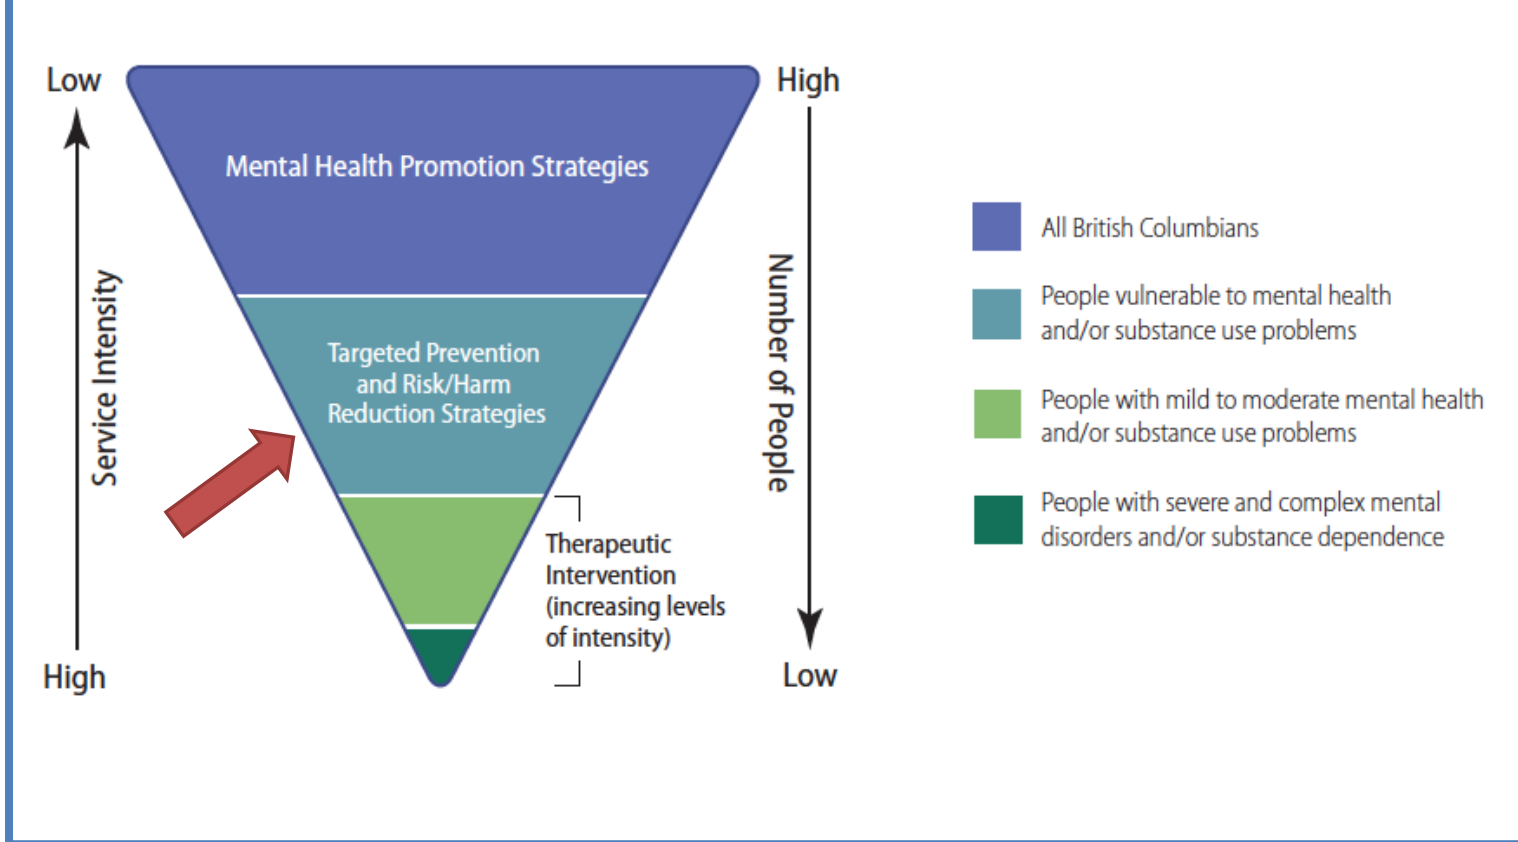 Low
High
Mental Health Promotion Strategies
Service Intensity
Number of People
Targeted Prevention
and Risk/Harm
Reduction Strategies
Therapeutic
Intervention
(increasing levels
of intensity)
High
Low
All British Columbians
People vulnerable to mental health
and/or substance use problems
People with mild to moderate mental health
and/or substance use problems
People with severe and complex mental
disorders and/or substance dependence